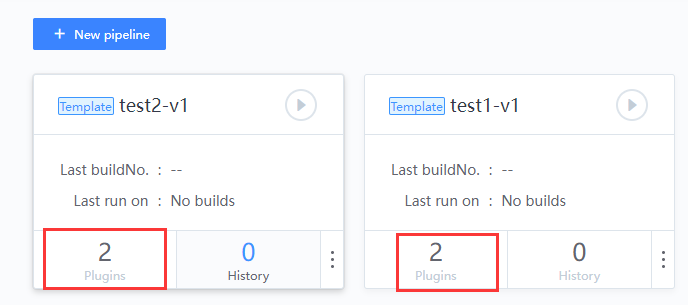 + New pipeline
Template test2-v1
Last buildNo. : --
Last run on : No builds
2
Plugins
0
History
Template test1-v1
Last buildNo. : --
Last run on : No builds
2
Plugins
0
History